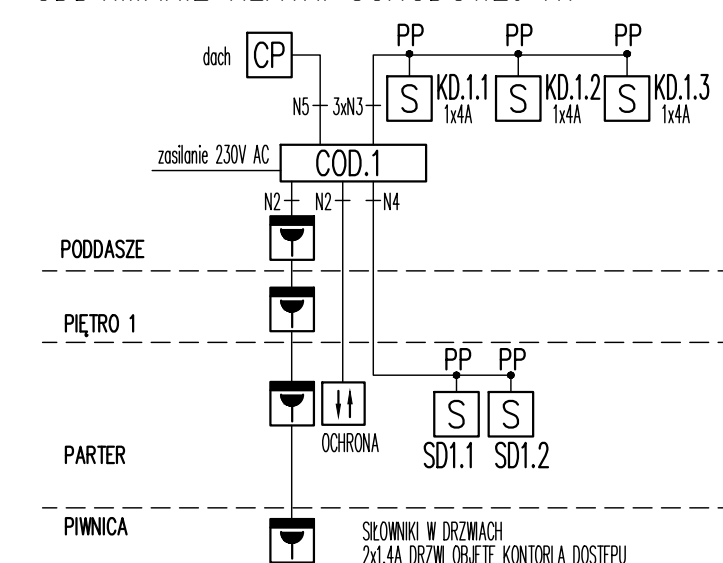 PP PP PP
dach CP
S KD.1.1 S KD.1.2 S KD.1.3
1x4A 1x4A 1x4A
N5 3xN3
zasilanie 230V AC COD.1
N2 N2 N4
PODDASZE
PIĘTRO 1
PP PP
S S
OCHRONA
SD1.1 SD1.2
PARTER
PIWNICA
SIŁOWNIKI W DRZWIACH
2x1.4A DRZWI OBJĘTE KONTORLA DOSTĘPU